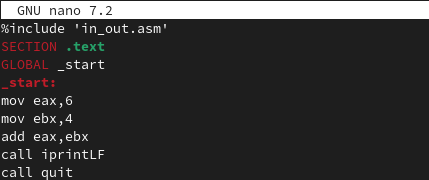 GNU nano 7.2
%include 'in_out.asm'
SECTION .text
GLOBAL _start
_start:
mov eax,6
mov ebx,4
add eax,ebx
call iprintLF
call quit